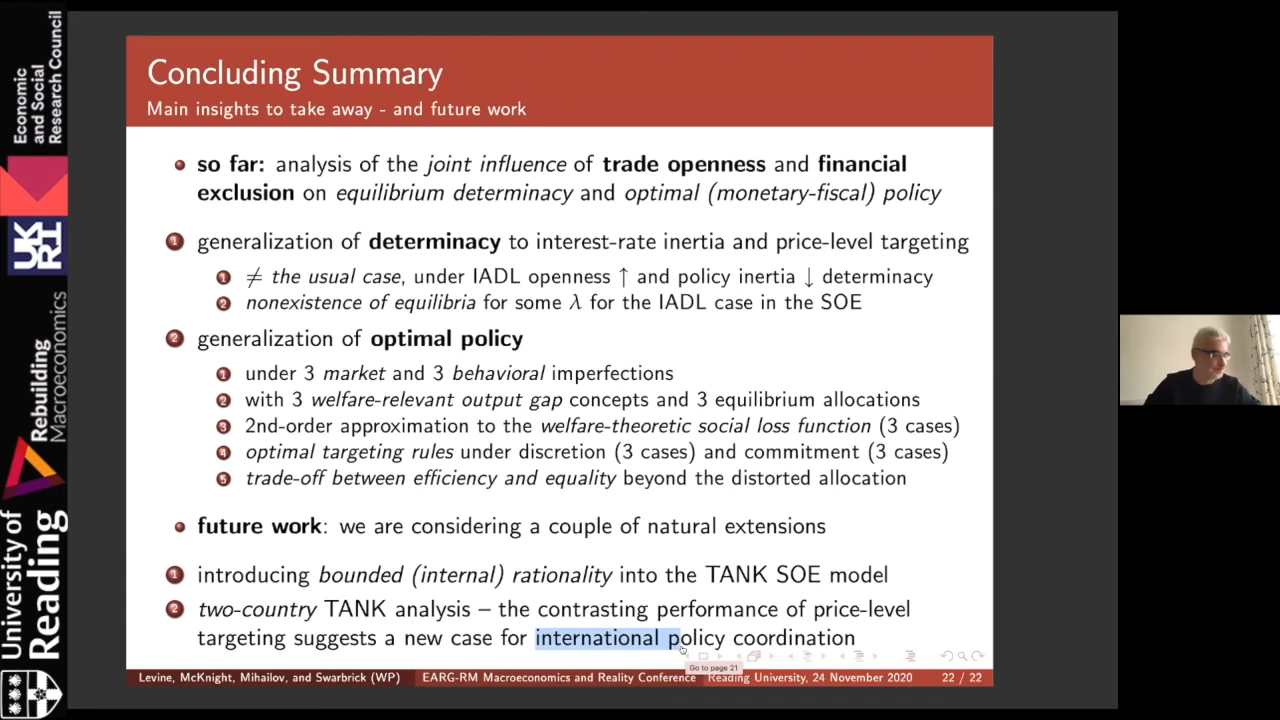 Economic
and Social
Research Council
UKRI
Rebuilding
Macroeconomics
University of
Reading
Concluding Summary
Main insights to take away - and future work
so far: analysis of the joint influence of trade openness and financial
exclusion on equilibrium determinacy and optimal (monetary-fiscal) policy
1 generalization of determinacy to interest-rate inertia and price-level targeting
1 ≠ the usual case, under IADL openness ↑ and policy inertia ↓ determinacy
2 nonexistence of equilibria for some λ for the IADL case in the SOE
2 generalization of optimal policy
1 under 3 market and 3 behavioral imperfections
2 with 3 welfare-relevant output gap concepts and 3 equilibrium allocations
3 2nd-order approximation to the welfare-theoretic social loss function (3 cases)
4 optimal targeting rules under discretion (3 cases) and commitment (3 cases)
5 trade-off between efficiency and equality beyond the distorted allocation
future work: we are considering a couple of natural extensions
1 introducing bounded (internal) rationality into the TANK SOE model
2 two-country TANK analysis – the contrasting performance of price-level
targeting suggests a new case for international policy coordination
Go to page 21
Levine, McKnight, Mihailov, and Swarbrick (WP) EARG-RM Macroeconomics and Reality Conference Reading University, 24 November 2020 22 / 22